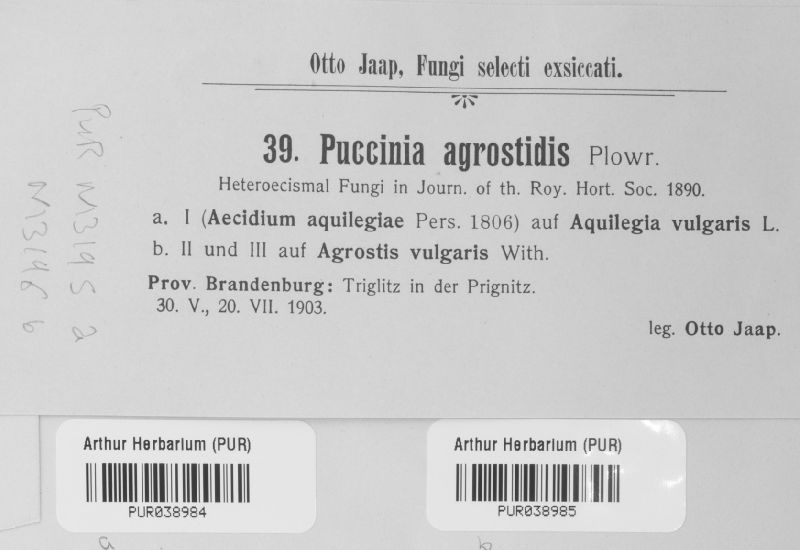 Otto Jaap, Fungi selecti exsiccati.
39. Puccinia agrostidis Plowr.
Heteroecismal Fungi in Journ. of th. Roy. Hort. Soc. 1890.
a. I (Aecidium aquilegiae Pers. 1806) auf Aquilegia vulgaris L.
b. II und III auf Agrostis vulgaris With.
Prov. Brandenburg: Triglitz in der Prignitz.
30. V., 20. VII. 1903.
leg. Otto Jaap.
PUR M3195 a
M3196 b
Arthur Herbarium (PUR)
PUR038984
Arthur Herbarium (PUR)
PUR038985